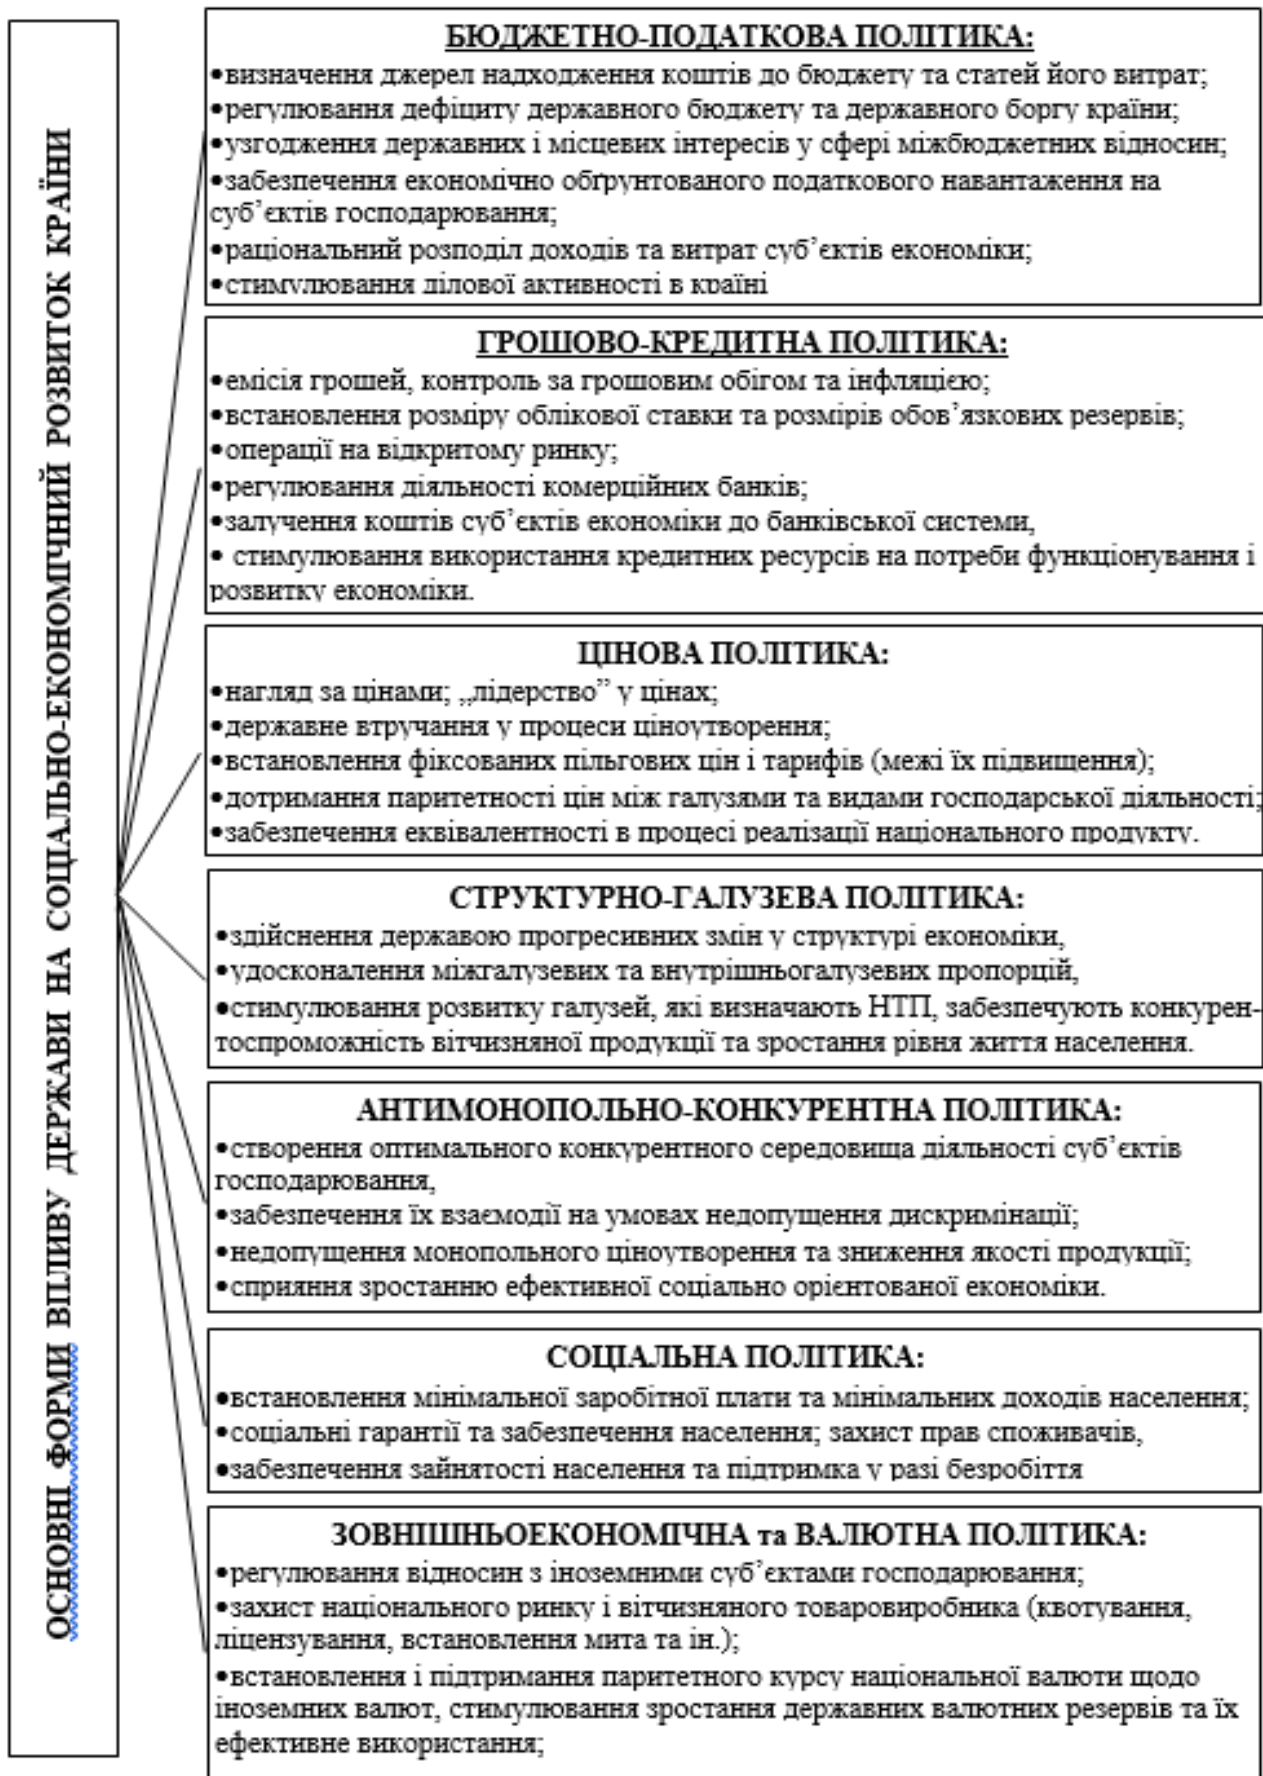 ОСНОВНІ ФОРМИ ВПЛИВУ ДЕРЖАВИ НА СОЦІАЛЬНО-ЕКОНОМІЧНИЙ РОЗВИТОК КРАЇНИ
БЮДЖЕТНО-ПОДАТКОВА ПОЛІТИКА:
•визначення джерел надходження коштів до бюджету та статей його витрат;
•регулювання дефіциту державного бюджету та державного боргу країни;
•узгодження державних і місцевих інтересів у сфері міжбюджетних відносин;
•забезпечення економічно обґрунтованого податкового навантаження на
суб’єктів господарювання;
•раціональний розподіл доходів та витрат суб’єктів економіки;
•стимулювання ділової активності в країні
ГРОШОВО-КРЕДИТНА ПОЛІТИКА:
•емісія грошей, контроль за грошовим обігом та інфляцією;
•встановлення розміру облікової ставки та розмірів обов’язкових резервів;
•операції на відкритому ринку;
•регулювання діяльності комерційних банків;
•залучення коштів суб’єктів економіки до банківської системи,
• стимулювання використання кредитних ресурсів на потреби функціонування і
розвитку економіки.
ЦІНОВА ПОЛІТИКА:
•нагляд за цінами; „лідерство” у цінах;
•державне втручання у процеси ціноутворення;
•встановлення фіксованих пільгових цін і тарифів (межі їх підвищення);
•дотримання паритетності цін між галузями та видами господарської діяльності;
•забезпечення еквівалентності в процесі реалізації національного продукту.
СТРУКТУРНО-ГАЛУЗЕВА ПОЛІТИКА:
•здійснення державою прогресивних змін у структурі економіки,
•удосконалення міжгалузевих та внутрішньогалузевих пропорцій,
•стимулювання розвитку галузей, які визначають НТП, забезпечують конкурен-
тоспроможність вітчизняної продукції та зростання рівня життя населення.
АНТИМОНОПОЛЬНО-КОНКУРЕНТНА ПОЛІТИКА:
•створення оптимального конкурентного середовища діяльності суб’єктів
господарювання,
•забезпечення їх взаємодії на умовах недопущення дискримінації;
•недопущення монопольного ціноутворення та зниження якості продукції;
•сприяння зростанню ефективної соціально орієнтованої економіки.
СОЦІАЛЬНА ПОЛІТИКА:
•встановлення мінімальної заробітної плати та мінімальних доходів населення;
•соціальні гарантії та забезпечення населення; захист прав споживачів,
•забезпечення зайнятості населення та підтримка у разі безробіття
ЗОВНІШНЬОЕКОНОМІЧНА та ВАЛЮТНА ПОЛІТИКА:
•регулювання відносин з іноземними суб’єктами господарювання;
•захист національного ринку і вітчизняного товаровиробника (квотування,
ліцензування, встановлення мита та ін.);
•встановлення і підтримання паритетного курсу національної валюти щодо
іноземних валют, стимулювання зростання державних валютних резервів та їх
ефективне використання;